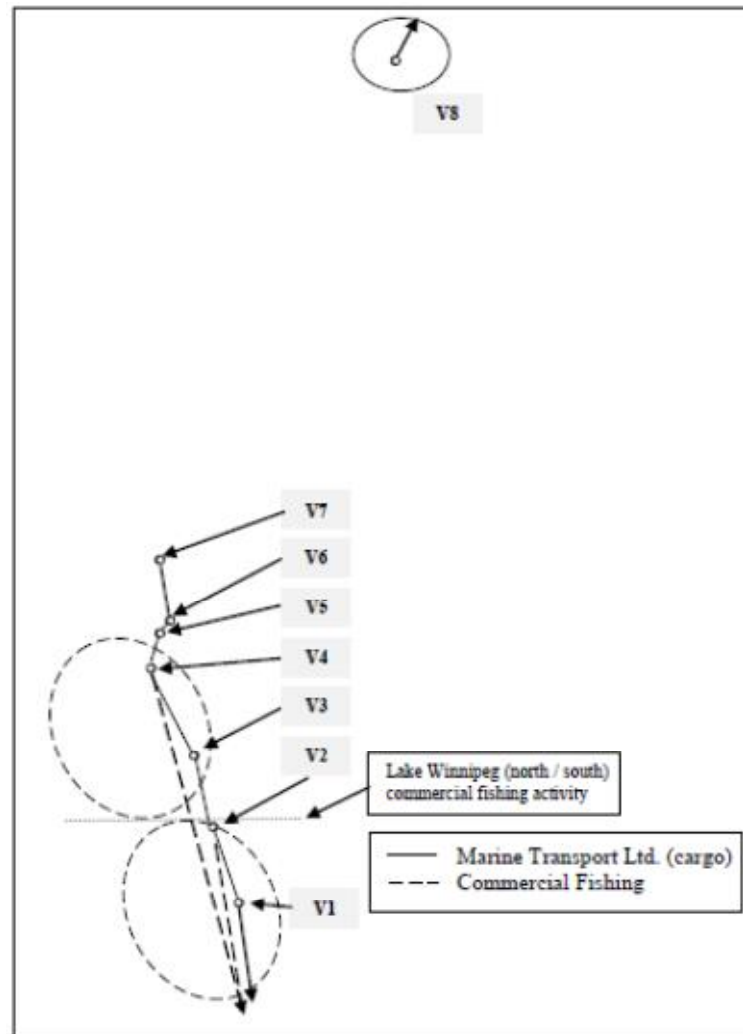 V8
V7
V6
V5
V4
V3
V2
Lake Winnipeg (north / south)
commercial fishing activity
Marine Transport Ltd. (cargo)
Commercial Fishing
V1